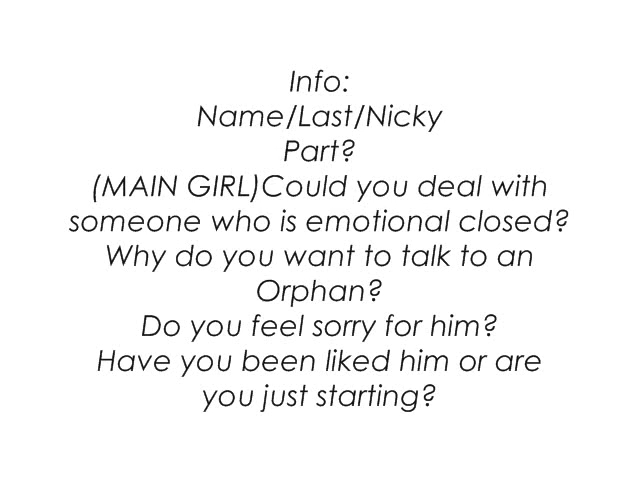 Info:
Name/Last/Nicky
Part?
(MAIN GIRL)Could you deal with
someone who is emotional closed?
Why do you want to talk to an
Orphan?
Do you feel sorry for him?
Have you been liked him or are
you just starting?